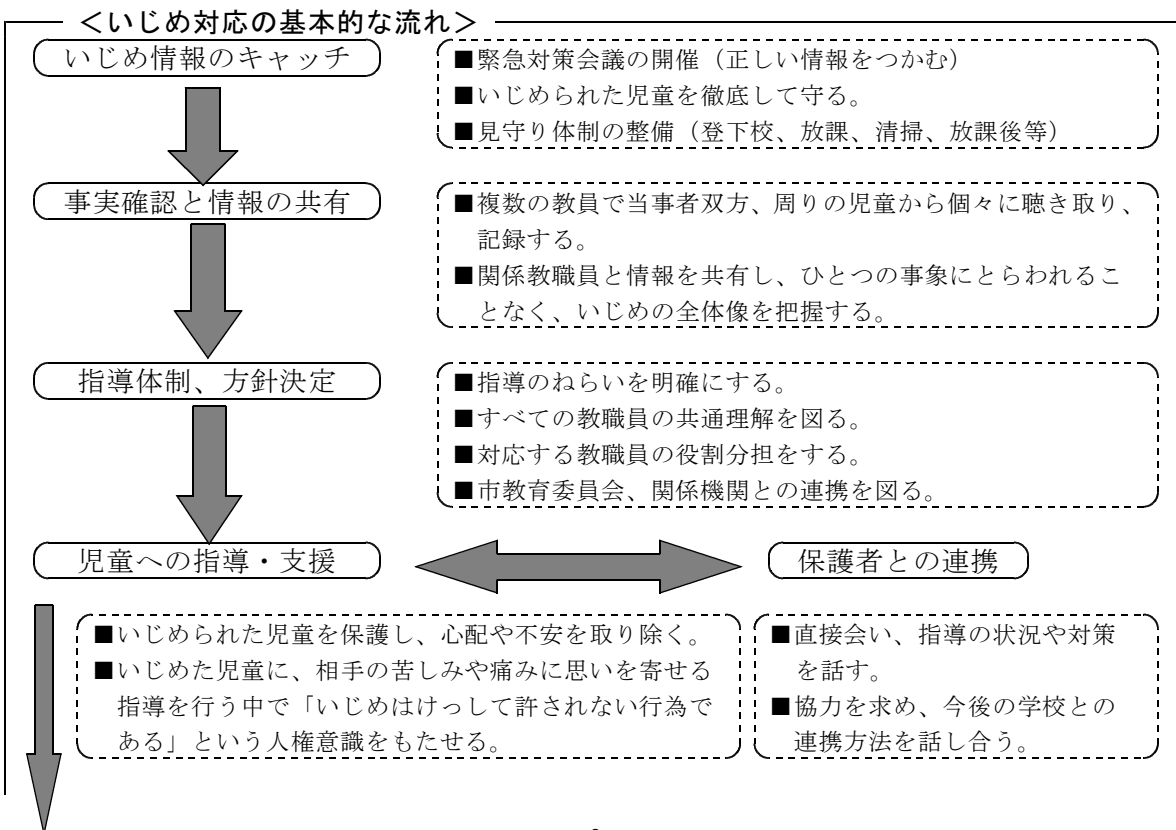 ＜いじめ対応の基本的な流れ＞
いじめ情報のキャッチ
■緊急対策会議の開催（正しい情報をつかむ）
■いじめられた児童を徹底して守る。
■見守り体制の整備（登下校、放課、清掃、放課後等）
事実確認と情報の共有
■複数の教員で当事者双方、周りの児童から個々に聴き取り、
記録する。
■関係教職員と情報を共有し、ひとつの事象にとらわれるこ
となく、いじめの全体像を把握する。
指導体制、方針決定
■指導のねらいを明確にする。
■すべての教職員の共通理解を図る。
■対応する教職員の役割分担をする。
■市教育委員会、関係機関との連携を図る。
児童への指導・支援
保護者との連携
■いじめられた児童を保護し、心配や不安を取り除く。
■いじめた児童に、相手の苦しみや痛みに思いを寄せる
指導を行う中で「いじめはけっして許されない行為で
ある」という人権意識をもたせる。
■直接会い、指導の状況や対策
を話す。
■協力を求め、今後の学校との
連携方法を話し合う。